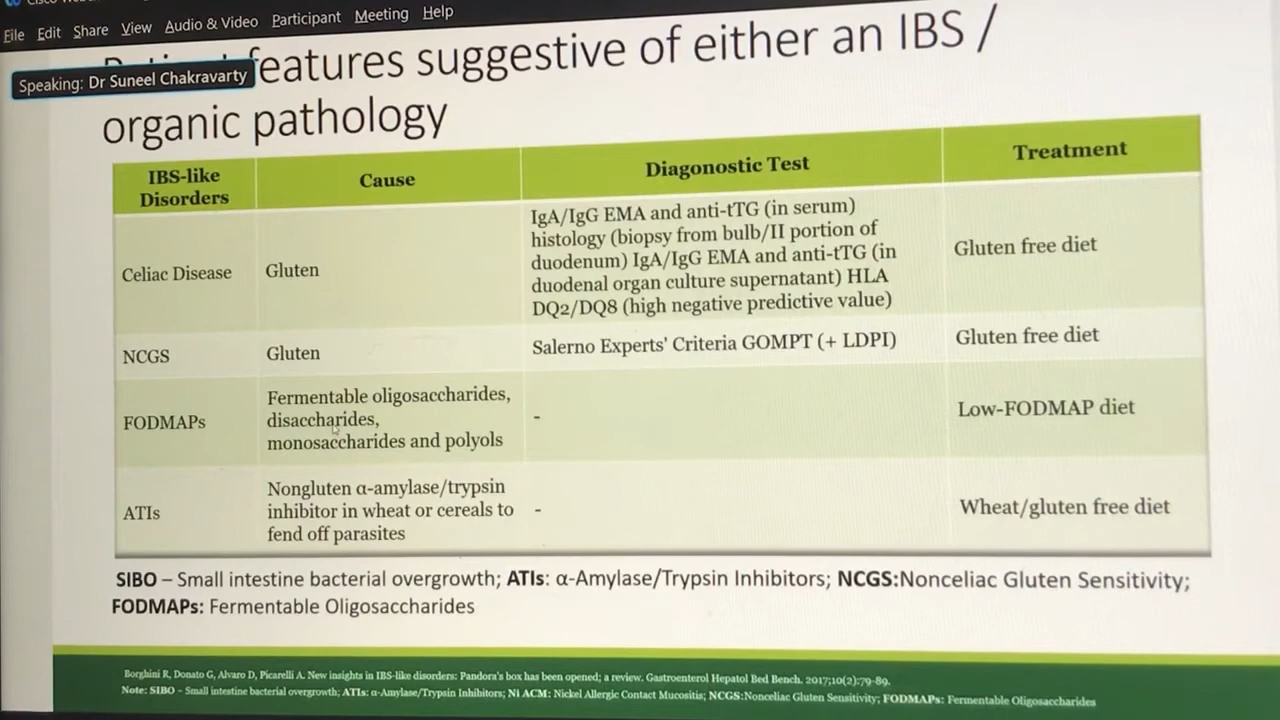 File Edit Share View Audio & Video Participant Meeting Help
features suggestive of either an IBS /
Speaking: Dr Suneel Chakravarty
organic pathology
IBS-like
Disorders
Cause
Diagonostic Test
Treatment
Celiac Disease
Gluten
IgA/IgG EMA and anti-tTG (in serum)
histology (biopsy from bulb/II portion of
duodenum) IgA/IgG EMA and anti-tTG (in
duodenal organ culture supernatant) HLA
DQ2/DQ8 (high negative predictive value)
Gluten free diet
NCGS
Gluten
Salerno Experts' Criteria GOMPT (+ LDPI)
Gluten free diet
FODMAPs
Fermentable oligosaccharides,
disaccharides,
monosaccharides and polyols
-
Low-FODMAP diet
ATIs
Nongluten α-amylase/trypsin
inhibitor in wheat or cereals to
fend off parasites
-
Wheat/gluten free diet
SIBO – Small intestine bacterial overgrowth; ATIs: α-Amylase/Trypsin Inhibitors; NCGS:Nonceliac Gluten Sensitivity;
FODMAPs: Fermentable Oligosaccharides
Borghini R, Donato G, Alvaro D, Picarelli A. New insights in IBS-like disorders: Pandora's box has been opened; a review. Gastroenterol Hepatol Bed Bench. 2017;10(2):79-89.
Note: SIBO – Small intestine bacterial overgrowth; ATIs: α-Amylase/Trypsin Inhibitors; Ni ACM: Nickel Allergic Contact Mucositis; NCGS:Nonceliac Gluten Sensitivity; FODMAPs: Fermentable Oligosaccharides